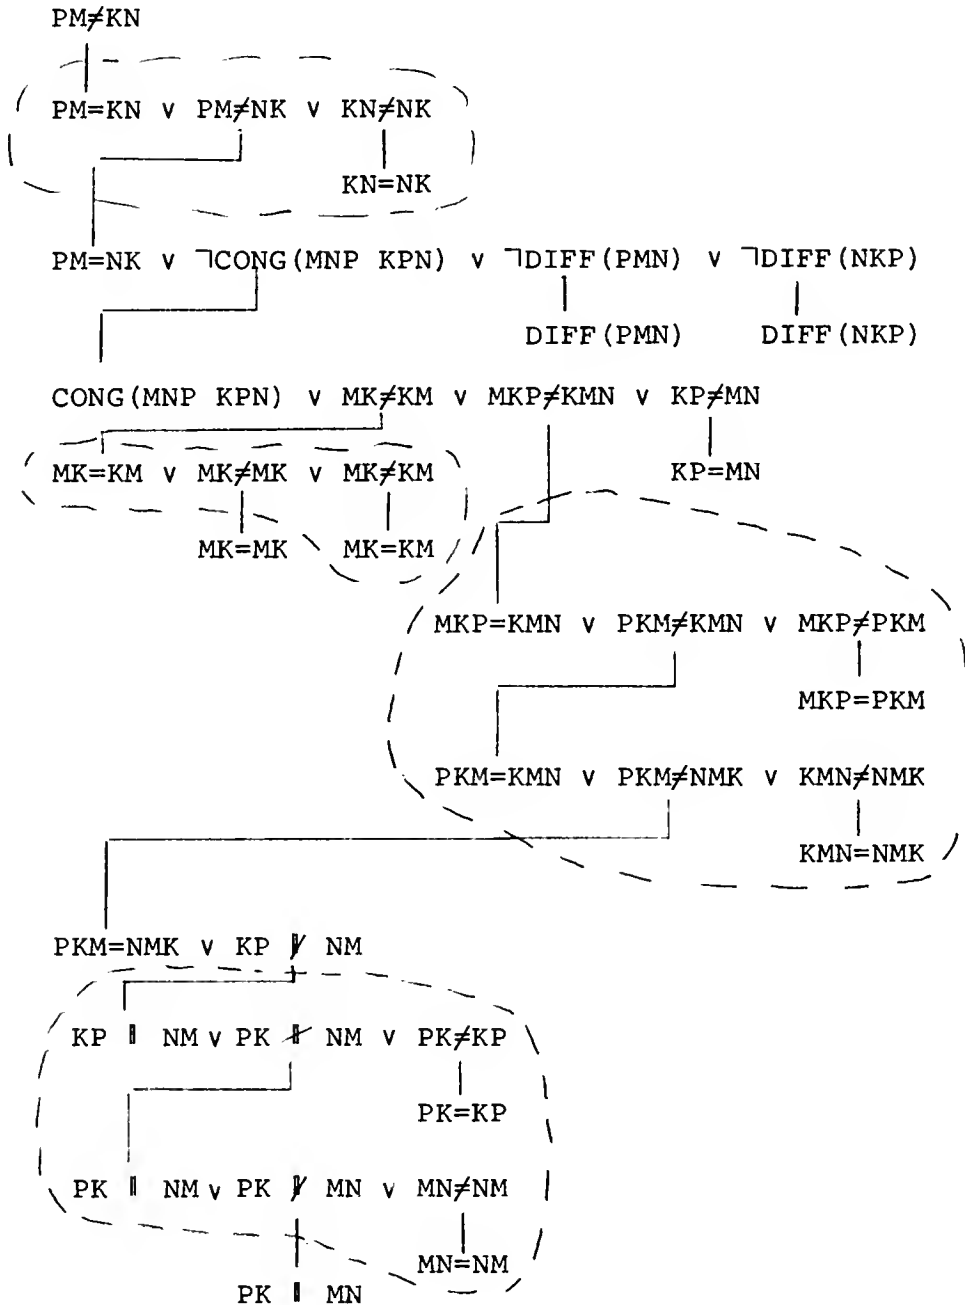 PM≠KN
PM=KN v PM≠NK v KN≠NK
KN=NK
PM=NK v ¬CONG(MNP KPN) v ¬DIFF(PMN) v ¬DIFF(NKP)
DIFF(PMN) DIFF(NKP)
CONG(MNP KPN) v MK≠KM v MKP≠KMN v KP≠MN
MK=KM v MK≠MK v MK≠KM
KP=MN
MK=MK MK=KM
MKP=KMN v PKM≠KMN v MKP≠PKM
MKP=PKM
PKM=KMN v PKM≠NMK v KMN≠NMK
KMN=NMK
PKM=NMK v KP ∦ NM
KP ∥ NM v PK ∦ NM v PK≠KP
PK=KP
PK ∥ NM v PK ∦ MN v MN≠NM
MN=NM
PK ∥ MN